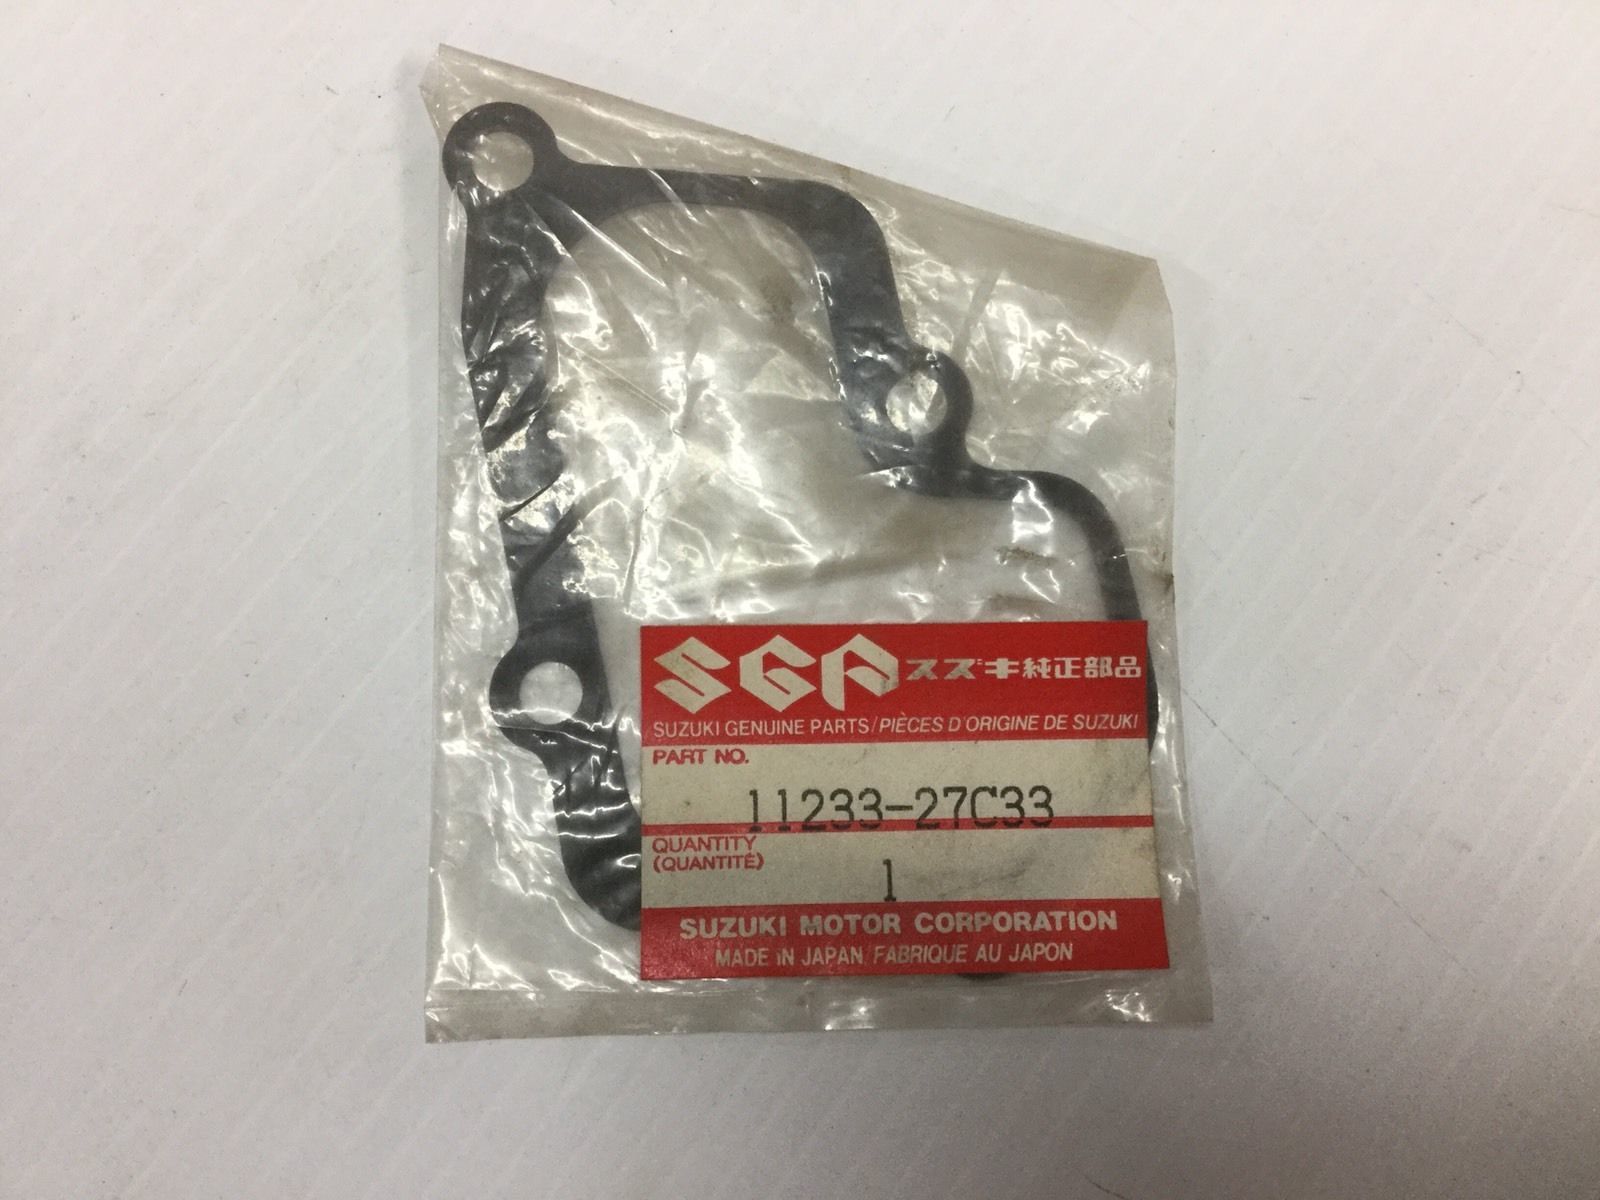 SGP スズキ純正部品
SUZUKI GENUINE PARTS/PIÈCES D'ORIGINE DE SUZUKI
PART NO.
11233-27C33
QUANTITY
(QUANTITÉ)
1
SUZUKI MOTOR CORPORATION
MADE IN JAPAN/FABRIQUE AU JAPON